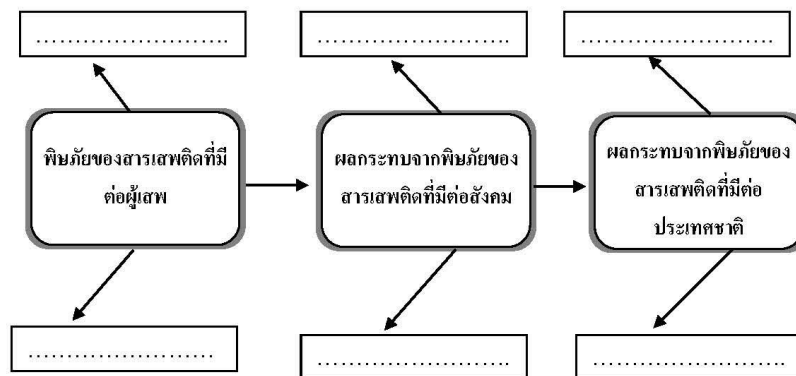 ........................
........................
........................
พิษภัยของสารเสพติดที่มี
ต่อผู้เสพ
ผลกระทบจากพิษภัยของ
สารเสพติดที่มีต่อสังคม
ผลกระทบจากพิษภัยของ
สารเสพติดที่มีต่อ
ประเทศชาติ
........................
........................
........................